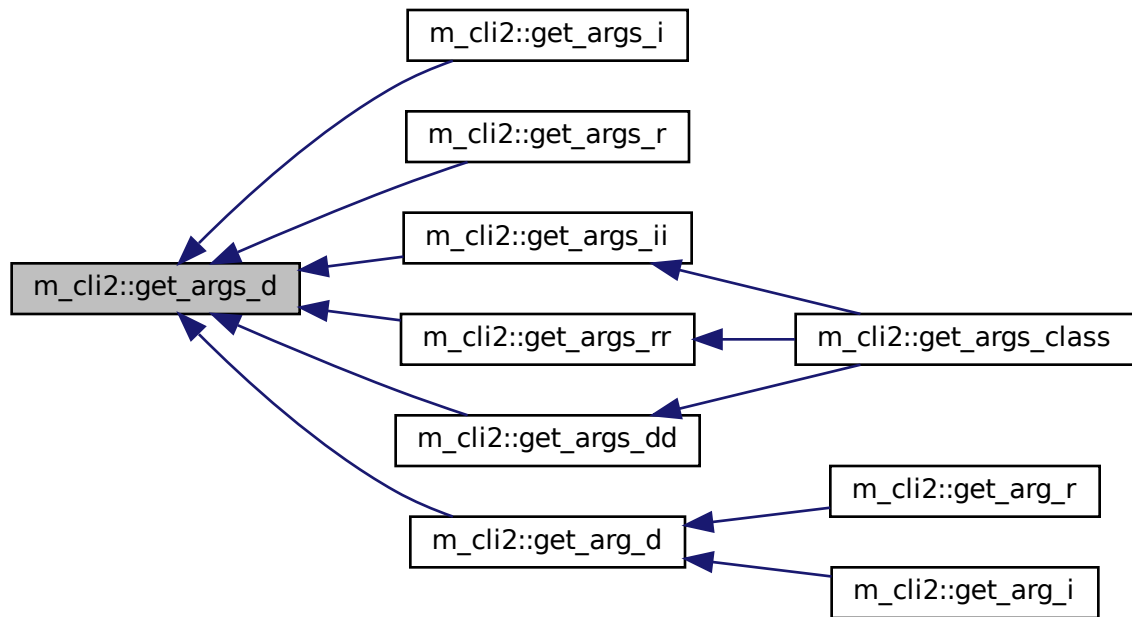 m_cli2::get_args_i
m_cli2::get_args_r
m_cli2::get_args_ii
m_cli2::get_args_d
m_cli2::get_args_rr
m_cli2::get_args_class
m_cli2::get_args_dd
m_cli2::get_arg_r
m_cli2::get_arg_d
m_cli2::get_arg_i